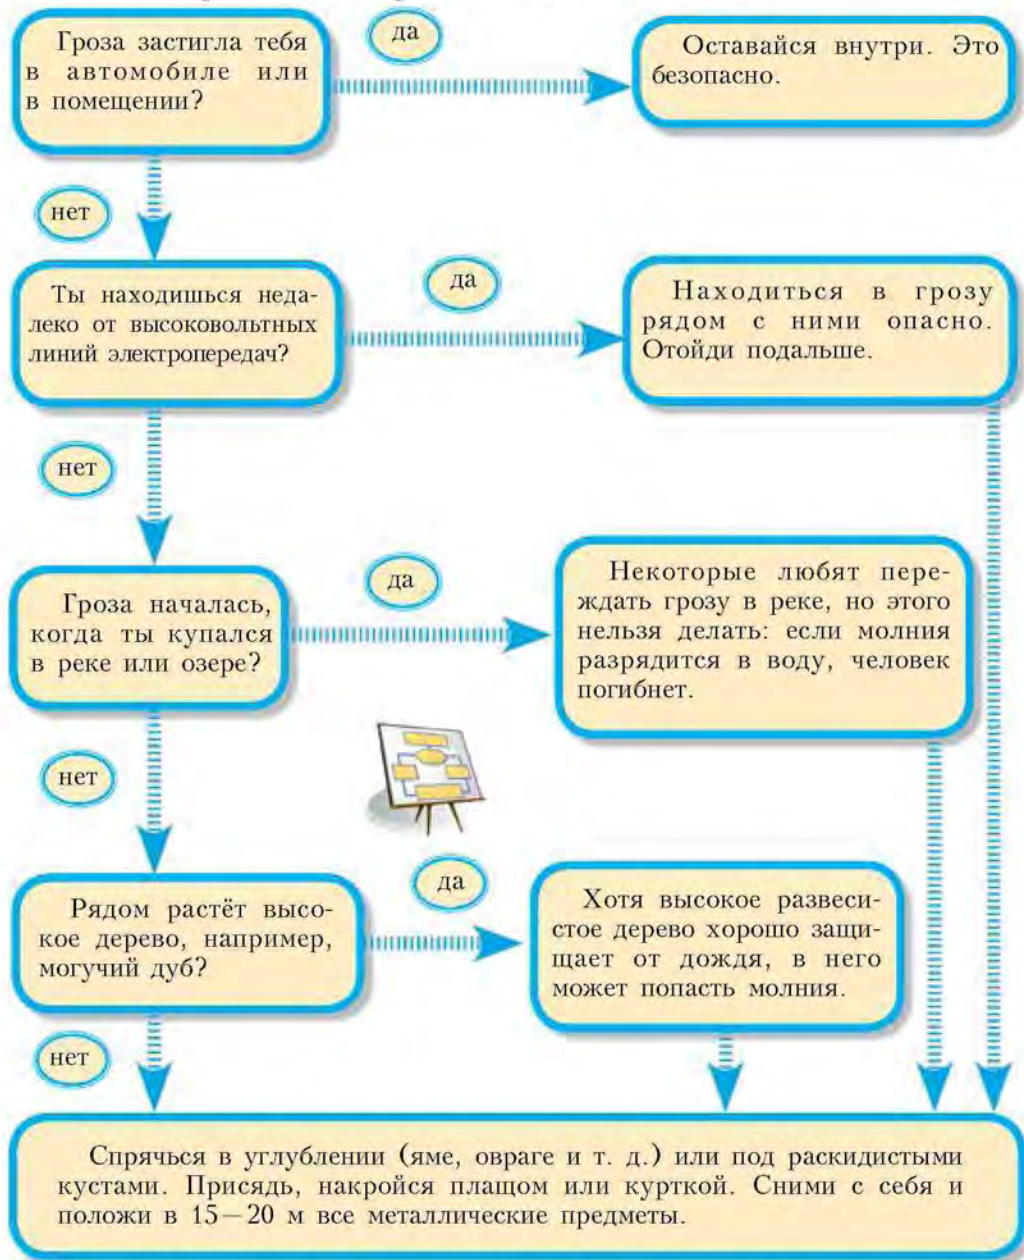 Гроза застигла тебя
в автомобиле или
в помещении?
да
Оставайся внутри. Это
безопасно.
нет
Ты находишься неда-
леко от высоковольтных
линий электропередач?
да
Находиться в грозу
рядом с ними опасно.
Отойди подальше.
нет
Гроза началась,
когда ты купался
в реке или озере?
да
Некоторые любят пере-
ждать грозу в реке, но этого
нельзя делать: если молния
разрядится в воду, человек
погибнет.
нет
Рядом растёт высо-
кое дерево, например,
могучий дуб?
да
Хотя высокое развеси-
стое дерево хорошо защи-
щает от дождя, в него
может попасть молния.
нет
Спрячься в углублении (яме, овраге и т. д.) или под раскидистыми
кустами. Присядь, накройся плащом или курткой. Сними с себя и
положи в 15—20 м все металлические предметы.